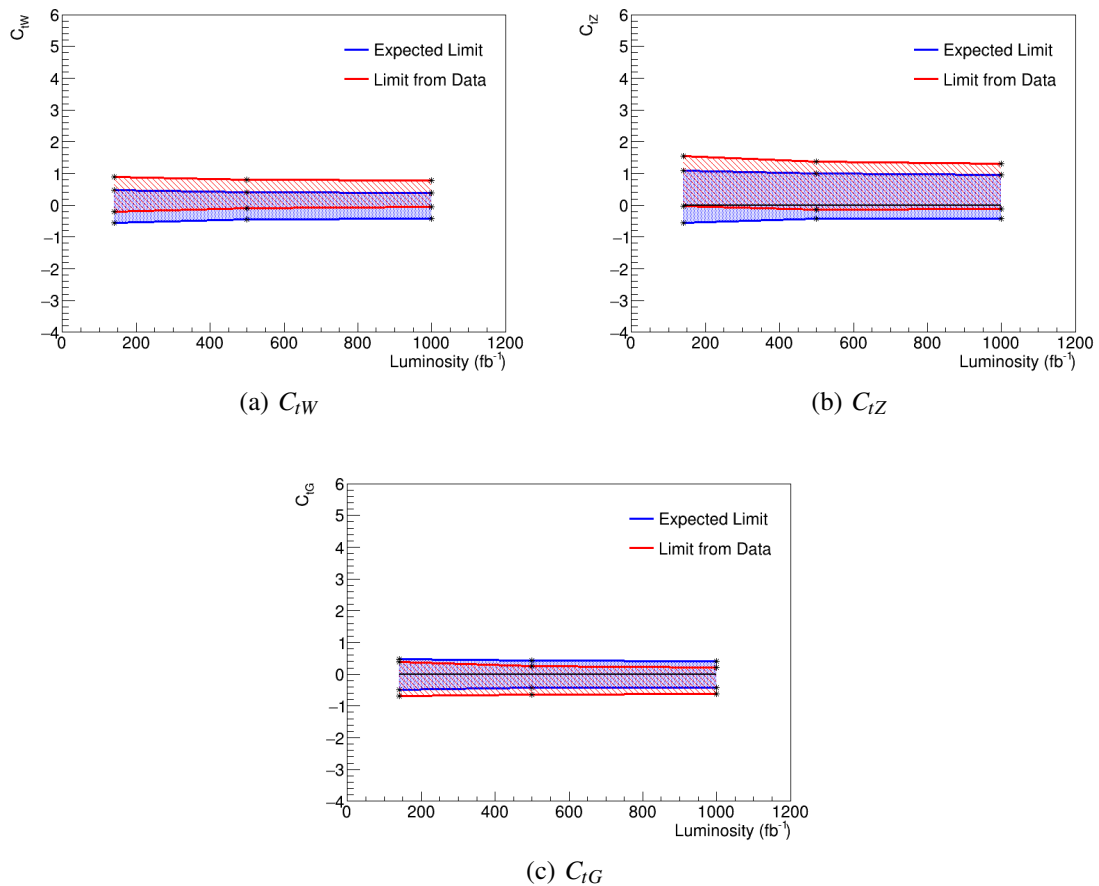 C_tW
6
5
4
3
2
1
0
−1
−2
−3
−4
0 200 400 600 800 1000 1200
Luminosity (fb⁻¹)
Expected Limit
Limit from Data
(a) C_tW
C_tZ
6
5
4
3
2
1
0
−1
−2
−3
−4
0 200 400 600 800 1000 1200
Luminosity (fb⁻¹)
Expected Limit
Limit from Data
(b) C_tZ
C_tG
6
5
4
3
2
1
0
−1
−2
−3
−4
0 200 400 600 800 1000 1200
Luminosity (fb⁻¹)
Expected Limit
Limit from Data
(c) C_tG